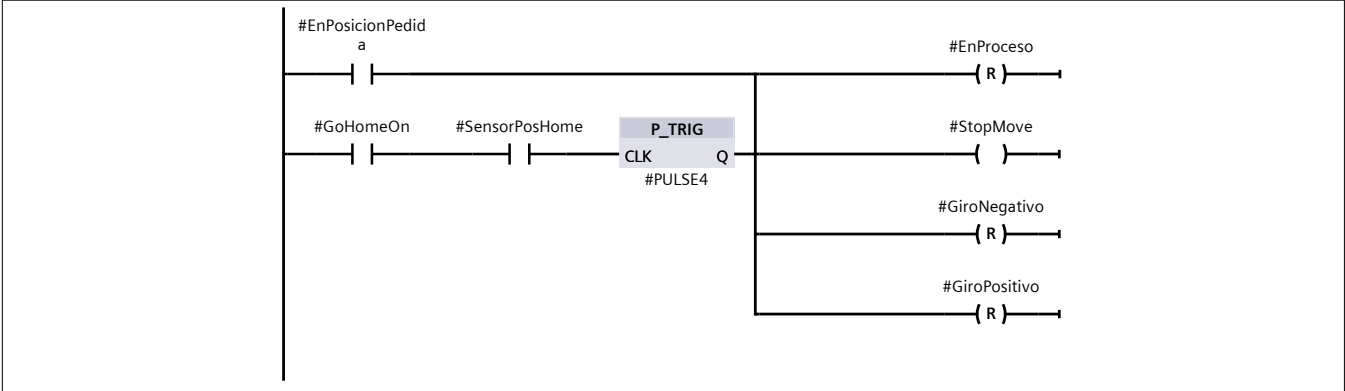 #EnPosicionPedid
a
#EnProceso
R
#GoHomeOn
#SensorPosHome
P_TRIG
#StopMove
CLK
Q
#PULSE4
#GiroNegativo
R
#GiroPositivo
R